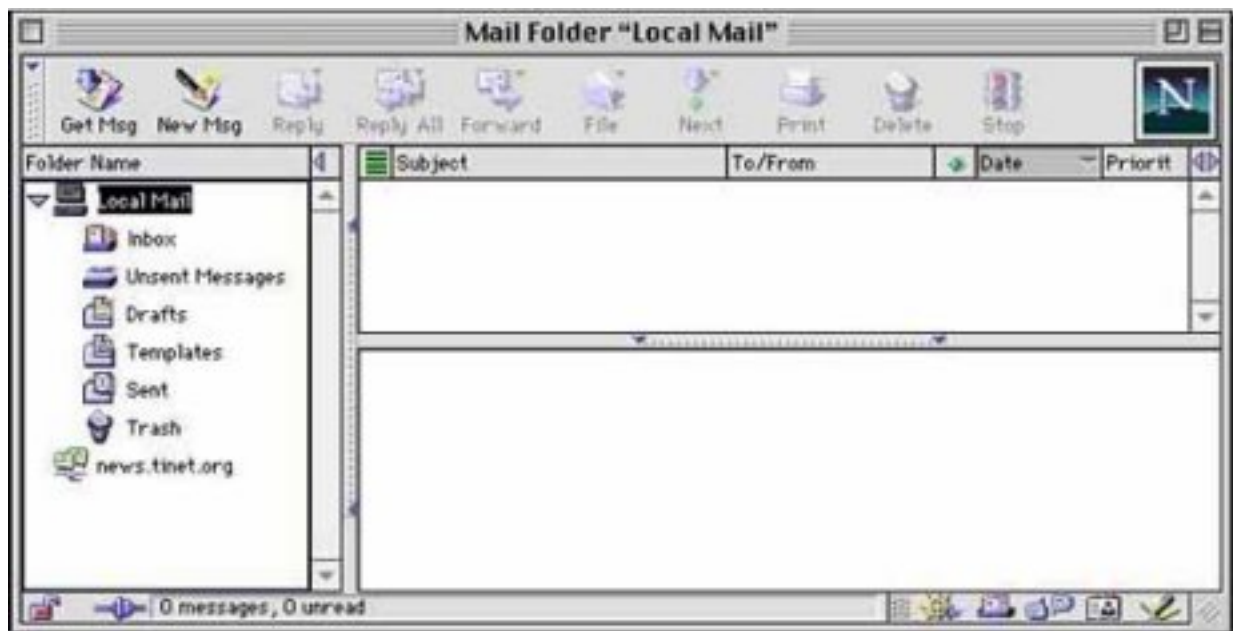 Mail Folder “Local Mail”
Get Msg New Msg Reply Reply All Forward File Next Print Delete Stop
N
Folder Name
Subject To/From Date Priorit
Local Mail
Inbox
Unsent Messages
Drafts
Templates
Sent
Trash
news.tinet.org
0 messages, 0 unread